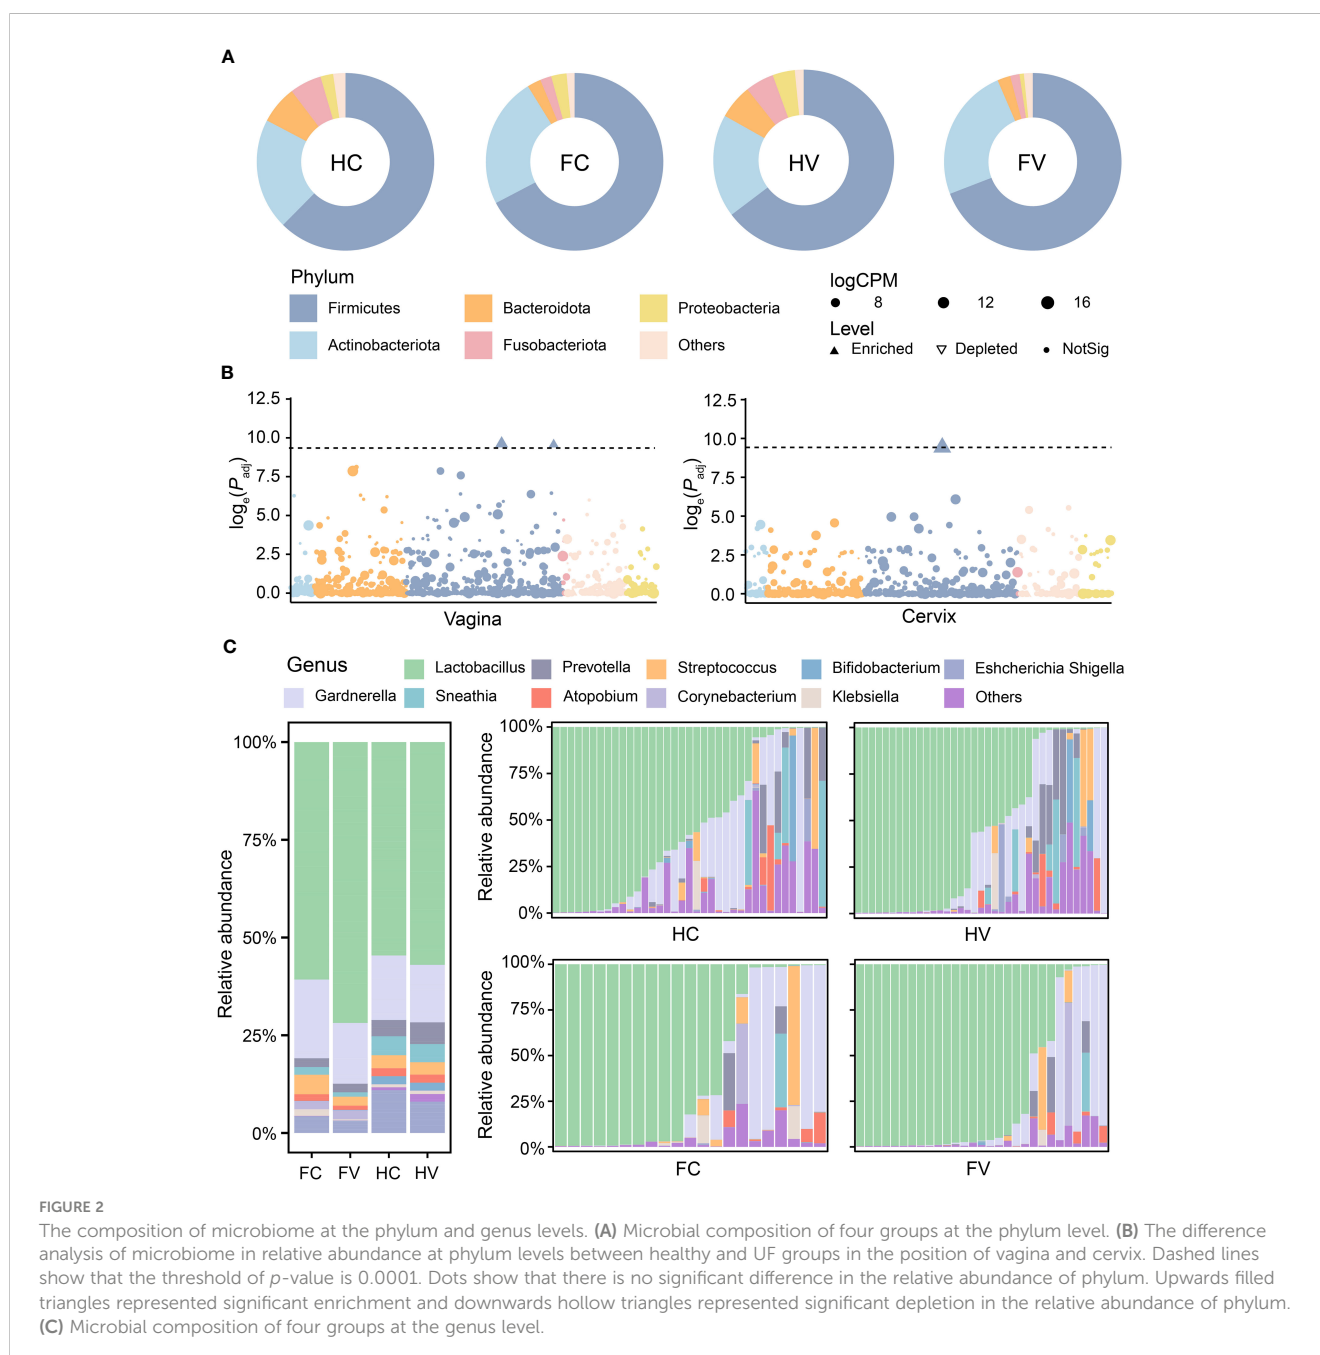 A
HC
FC
HV
FV
Phylum
Firmicutes
Bacteroidota
Proteobacteria
Actinobacteriota
Fusobacteriota
Others
logCPM
8
12
16
Level
Enriched
Depleted
NotSig
B
12.5
10.0
7.5
5.0
2.5
0.0
loge(Padj)
Vagina
12.5
10.0
7.5
5.0
2.5
0.0
loge(Padj)
Cervix
C
Genus
Lactobacillus
Prevotella
Streptococcus
Bifidobacterium
Eshcherichia Shigella
Gardnerella
Sneathia
Atopobium
Corynebacterium
Klebsiella
Others
100%
75%
50%
25%
0%
Relative abundance
FC
FV
HC
HV
100%
75%
50%
25%
0%
Relative abundance
HC
HV
100%
75%
50%
25%
0%
Relative abundance
FC
FV
FIGURE 2
The composition of microbiome at the phylum and genus levels. (A) Microbial composition of four groups at the phylum level. (B) The difference
analysis of microbiome in relative abundance at phylum levels between healthy and UF groups in the position of vagina and cervix. Dashed lines
show that the threshold of p-value is 0.0001. Dots show that there is no significant difference in the relative abundance of phylum. Upwards filled
triangles represented significant enrichment and downwards hollow triangles represented significant depletion in the relative abundance of phylum.
(C) Microbial composition of four groups at the genus level.